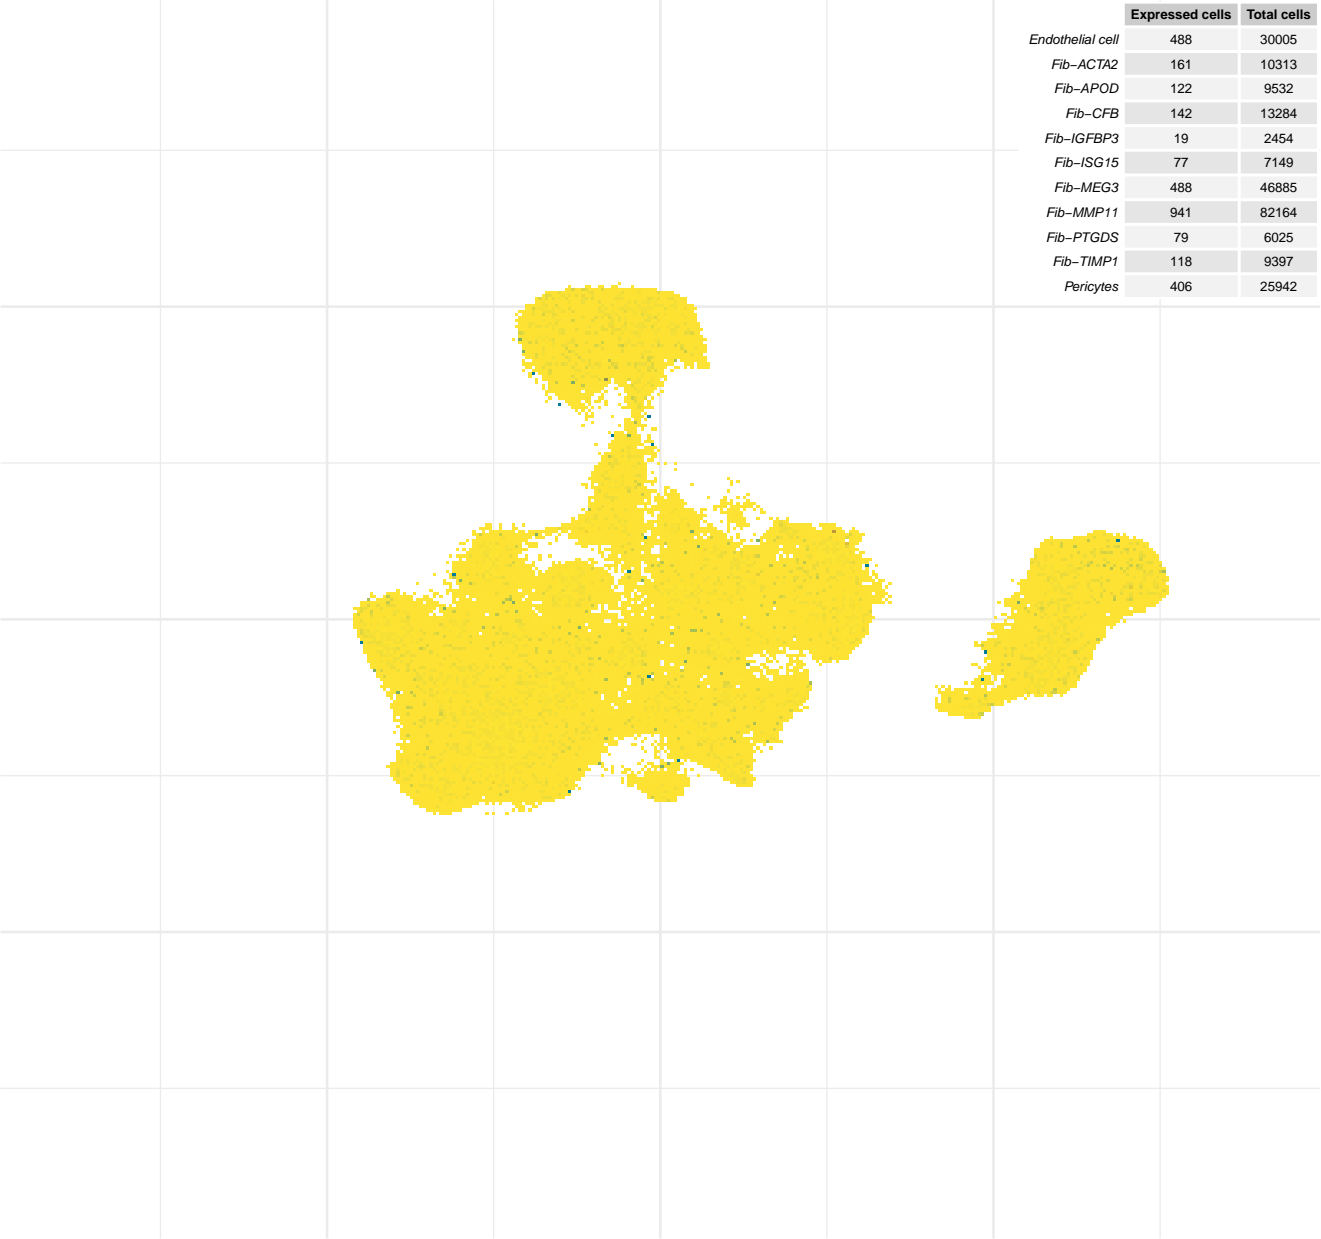 Expressed cells Total cells
Endothelial cell 488 30005
Fib−ACTA2 161 10313
Fib−APOD 122 9532
Fib−CFB 142 13284
Fib−IGFBP3 19 2454
Fib−ISG15 77 7149
Fib−MEG3 488 46885
Fib−MMP11 941 82164
Fib−PTGDS 79 6025
Fib−TIMP1 118 9397
Pericytes 406 25942